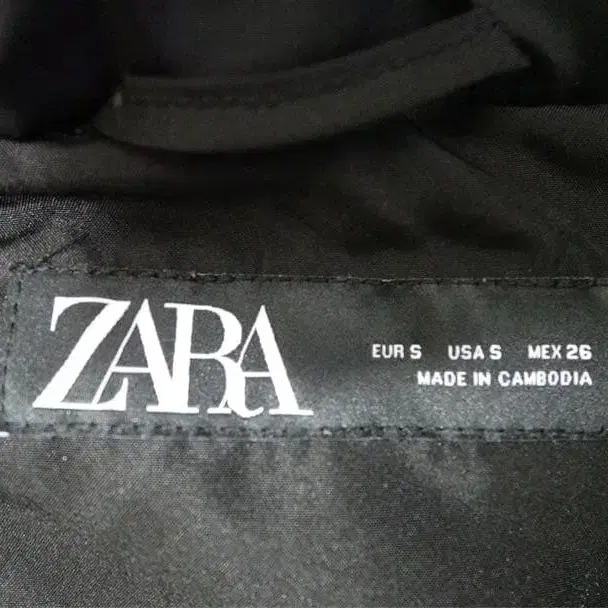 ZARA
EUR S USA S MEX 26
MADE IN CAMBODIA